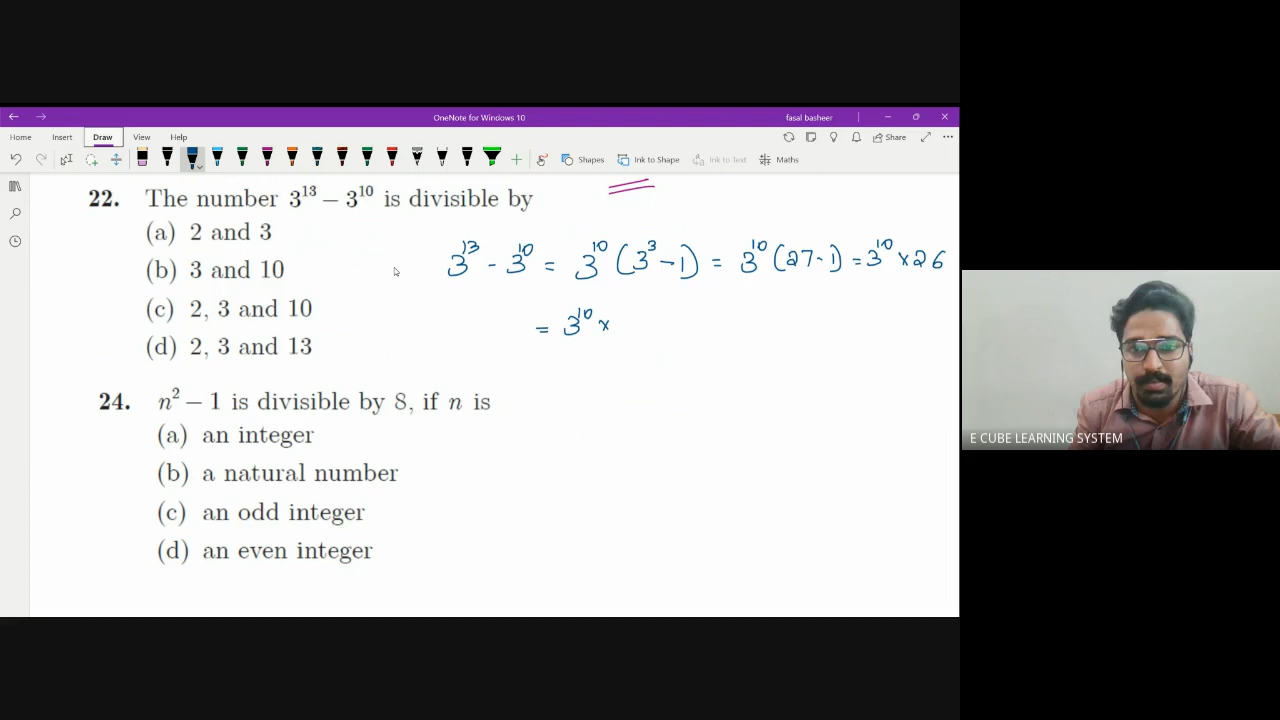 OneNote for Windows 10
fasal basheer
Home Insert Draw View Help
Share
Shapes Ink to Shape Ink to Text Maths
22. The number 3¹³ − 3¹⁰ is divisible by
(a) 2 and 3
(b) 3 and 10
(c) 2, 3 and 10
(d) 2, 3 and 13
3¹³ - 3¹⁰ = 3¹⁰ (3³ - 1) = 3¹⁰ (27-1) = 3¹⁰ × 26
= 3¹⁰ ×
24. n² − 1 is divisible by 8, if n is
(a) an integer
(b) a natural number
(c) an odd integer
(d) an even integer
E CUBE LEARNING SYSTEM